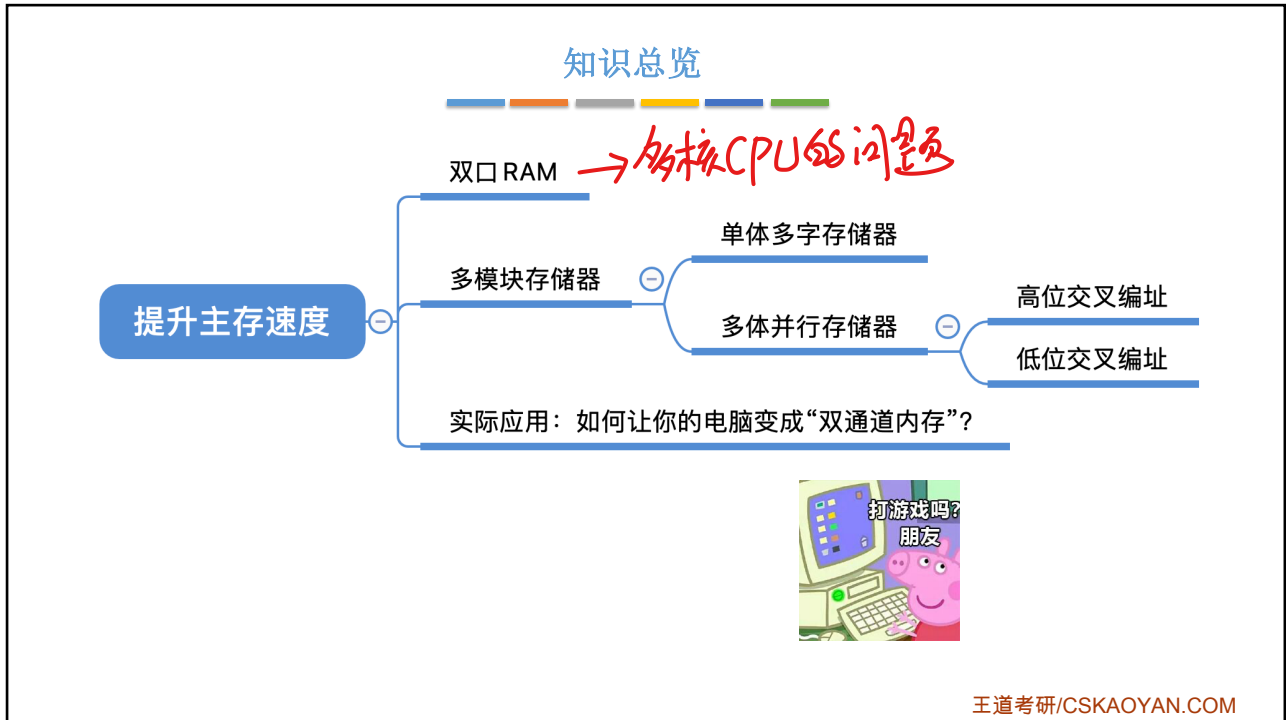 知识总览
双口RAM
→多核CPU的问题
单体多字存储器
多模块存储器
高位交叉编址
提升主存速度
多体并行存储器
低位交叉编址
实际应用：如何让你的电脑变成“双通道内存”？
打游戏吗？
朋友
王道考研/CSKAOYAN.COM